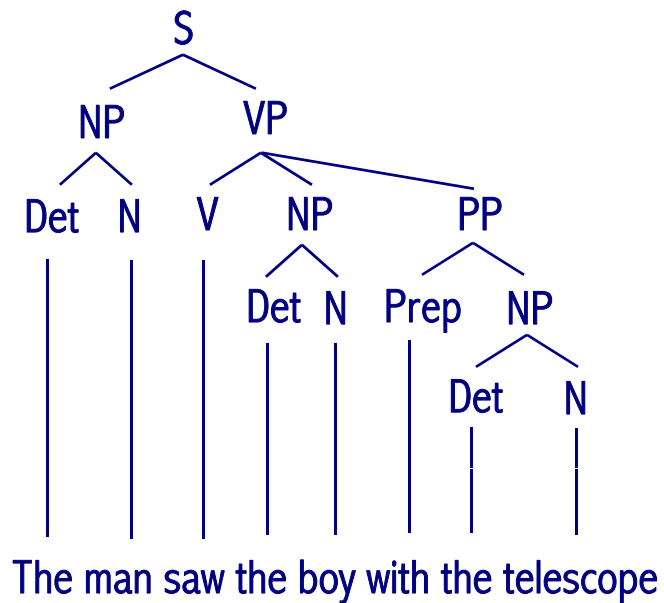 S
NP VP
Det N V NP PP
Det N Prep NP
Det N
The man saw the boy with the telescope